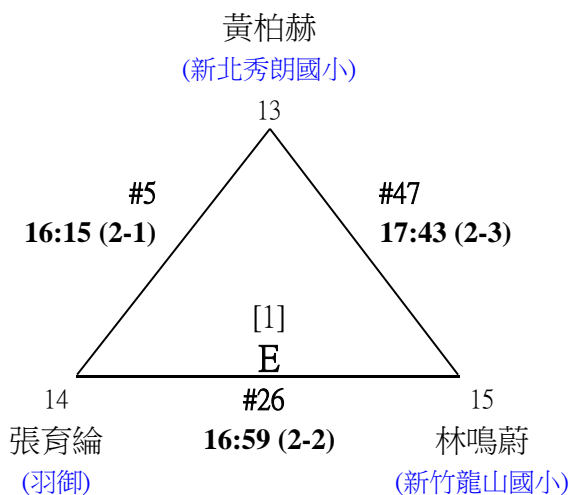 黃柏赫
(新北秀朗國小)
13
#5
16:15 (2-1)
#47
17:43 (2-3)
[1]
E
14
#26
15
張育綸
16:59 (2-2)
林鳴蔚
(羽御)
(新竹龍山國小)